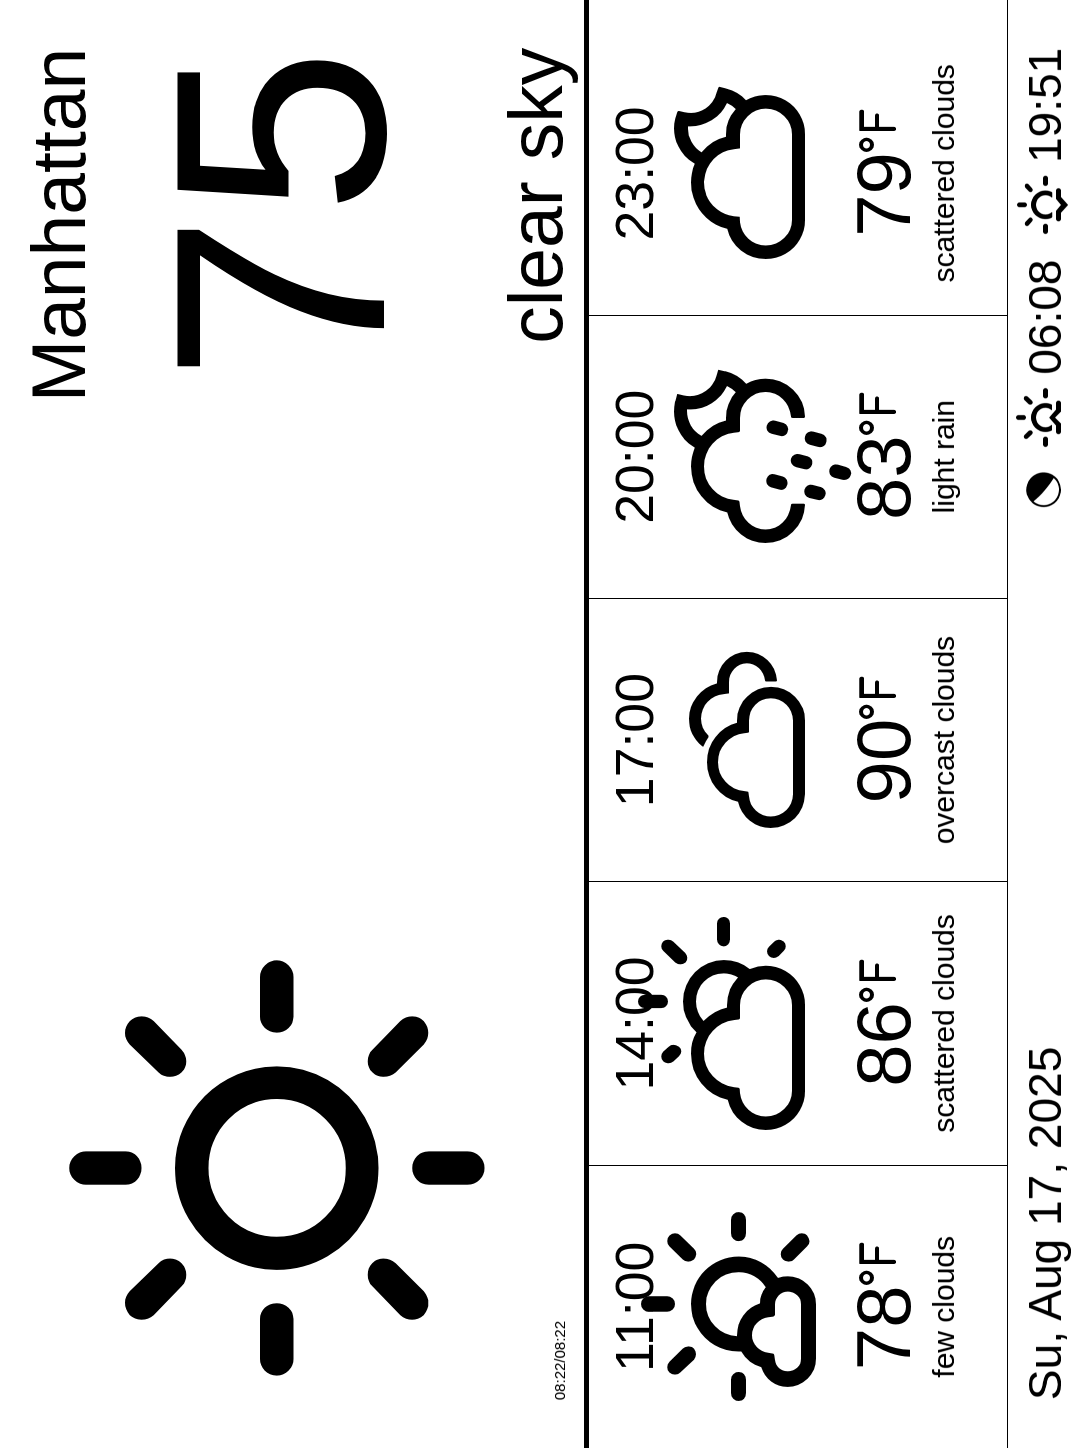 Manhattan
75
clear sky
08:22/08:22
11:00
78°F
few clouds
14:00
86°F
scattered clouds
17:00
90°F
overcast clouds
20:00
83°F
light rain
23:00
79°F
scattered clouds
Su, Aug 17, 2025
06:08 19:51